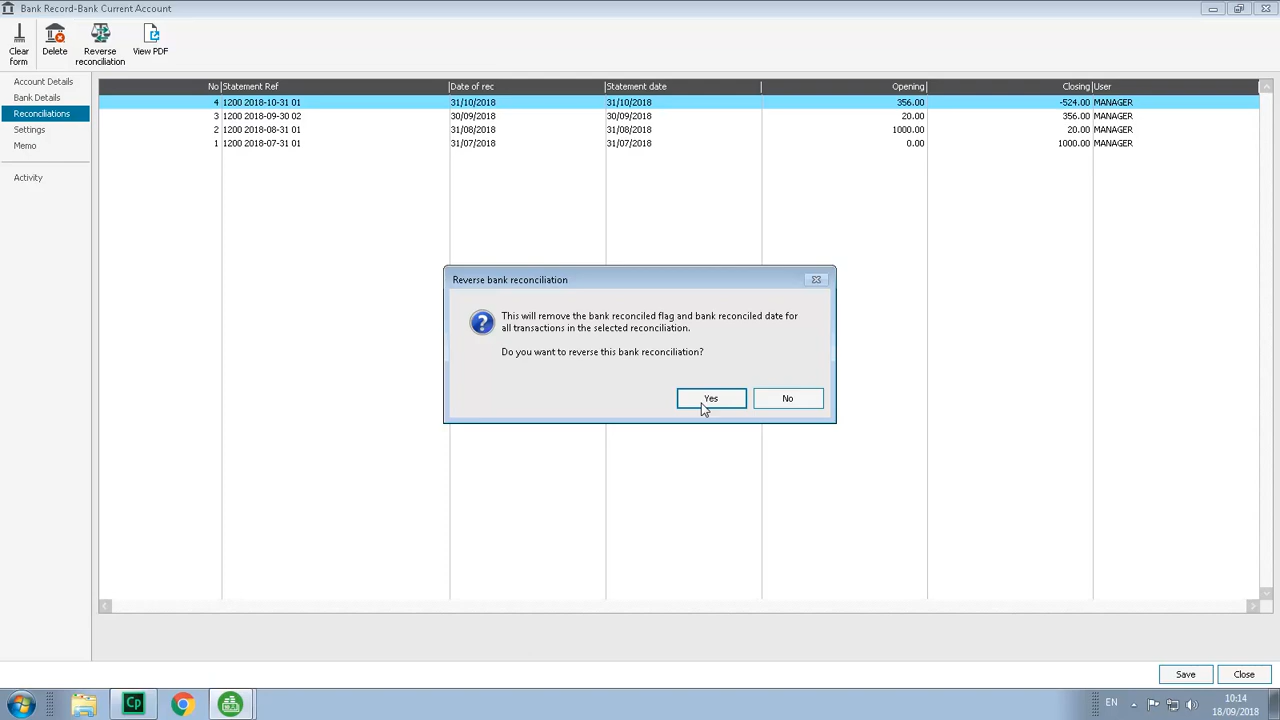 Bank Record-Bank Current Account
Clear form
Delete
Reverse reconciliation
View PDF
Account Details
Bank Details
Reconciliations
Settings
Memo
Activity
No Statement Ref Date of rec Statement date Opening Closing User
4 1200 2018-10-31 01 31/10/2018 31/10/2018 356.00 -524.00 MANAGER
3 1200 2018-09-30 02 30/09/2018 30/09/2018 20.00 356.00 MANAGER
2 1200 2018-08-31 01 31/08/2018 31/08/2018 1000.00 20.00 MANAGER
1 1200 2018-07-31 01 31/07/2018 31/07/2018 0.00 1000.00 MANAGER
Reverse bank reconciliation
This will remove the bank reconciled flag and bank reconciled date for
all transactions in the selected reconciliation.
Do you want to reverse this bank reconciliation?
Yes No
Save Close
Cp
EN
10:14
18/09/2018